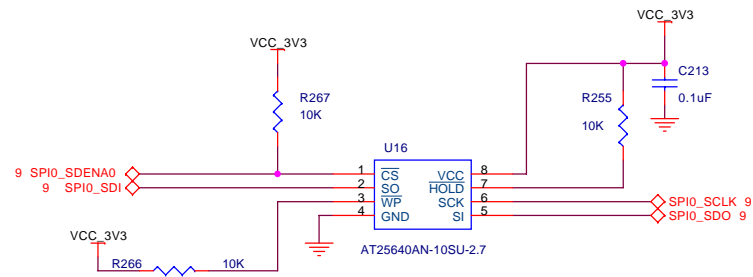 VCC_3V3
VCC_3V3
R267
10K
R255
10K
C213
0.1uF
U16
9 SPI0_SDENA0
9 SPI0_SDI
1 CS VCC 8
2 SO HOLD 7
3 WP SCK 6
4 GND SI 5
SPI0_SCLK 9
SPI0_SDO 9
AT25640AN-10SU-2.7
VCC_3V3
R266 10K